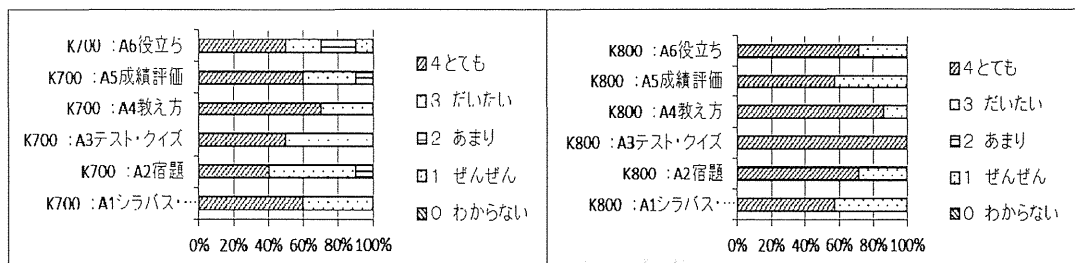 K700 :A6役立ち
K700 :A5成績評価
K700 :A4教え方
K700 :A3テスト・クイズ
K700 :A2宿題
K700 :A1シラバス・…
0% 20% 40% 60% 80% 100%
4とても
3 だいたい
2 あまり
1 ぜんぜん
0 わからない
K800 :A6役立ち
K800 :A5成績評価
K800 :A4教え方
K800 :A3テスト・クイズ
K800 :A2宿題
K800 :A1シラバス・…
0% 20% 40% 60% 80% 100%
4とても
3 だいたい
2 あまり
1 ぜんぜん
0 わからない